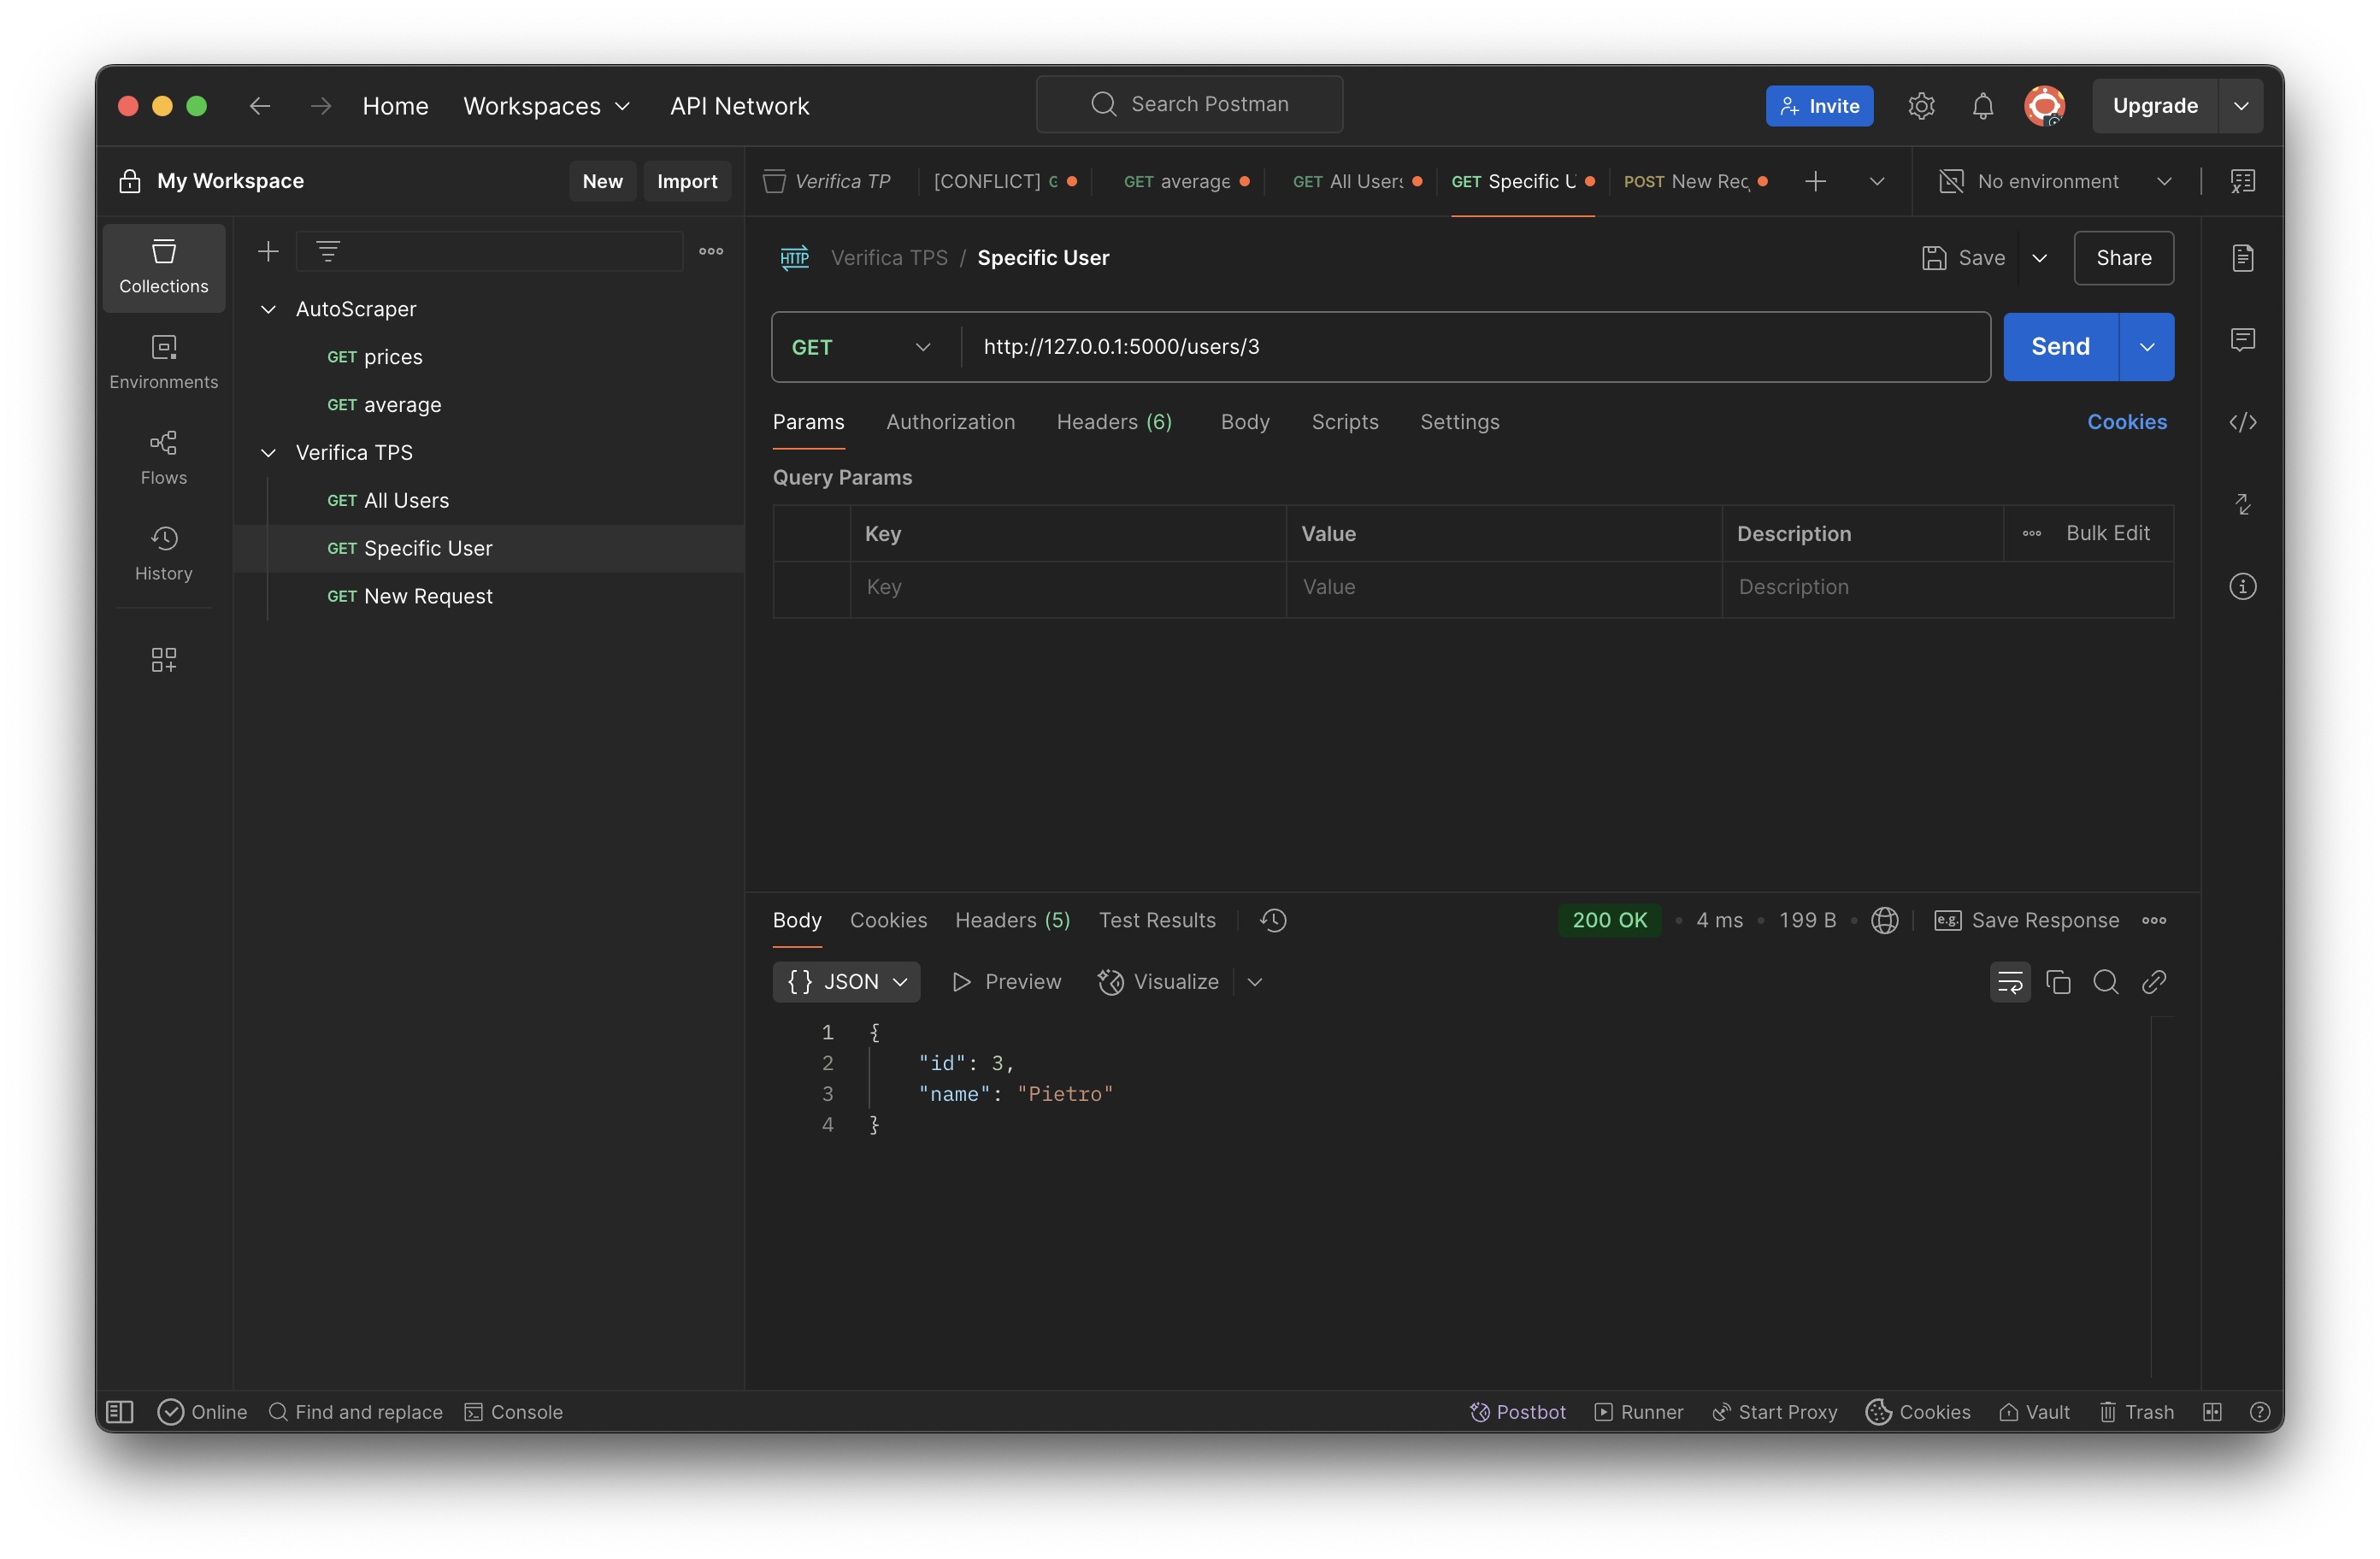 Home Workspaces API Network Search Postman Invite Upgrade
My Workspace New Import Verifica TP [CONFLICT] G GET average GET All Users GET Specific U POST New Req No environment
Collections
Environments
Flows
History
AutoScraper
GET prices
GET average
Verifica TPS
GET All Users
GET Specific User
GET New Request
HTTP Verifica TPS / Specific User Save Share
GET http://127.0.0.1:5000/users/3 Send
Params Authorization Headers (6) Body Scripts Settings Cookies
Query Params
Key Value Description Bulk Edit
Key Value Description
Body Cookies Headers (5) Test Results 200 OK • 4 ms • 199 B • e.g. Save Response
{ } JSON Preview Visualize
1 {
2 "id": 3,
3 "name": "Pietro"
4 }
Online Find and replace Console Postbot Runner Start Proxy Cookies Vault Trash